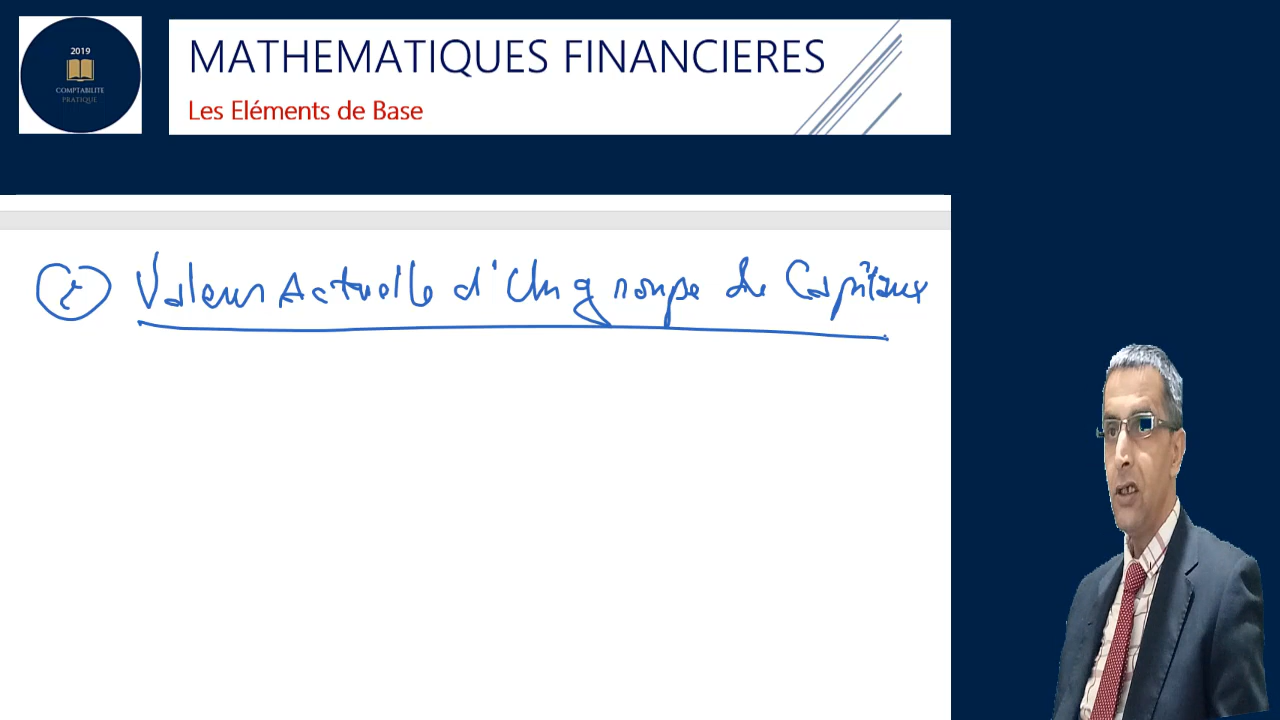 2019
COMPTABILITE
PRATIQUE
MATHEMATIQUES FINANCIERES
Les Eléments de Base
Valeur Actuelle d'Un groupe de Capitaux